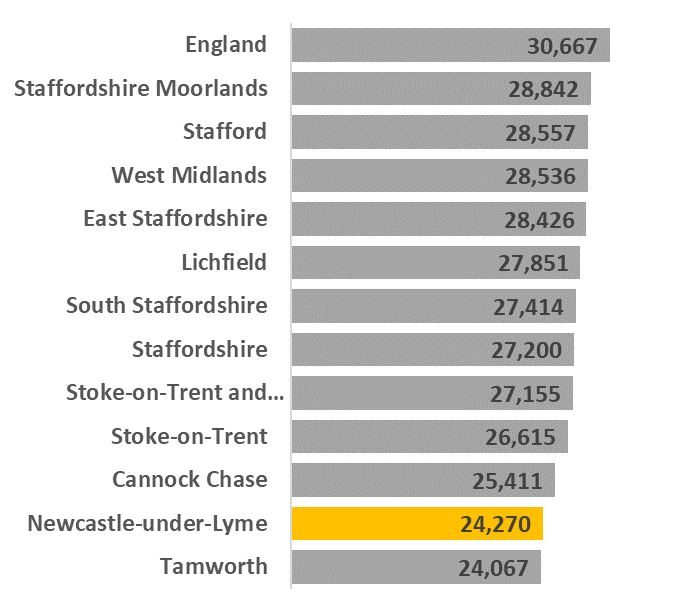 England 30,667
Staffordshire Moorlands 28,842
Stafford 28,557
West Midlands 28,536
East Staffordshire 28,426
Lichfield 27,851
South Staffordshire 27,414
Staffordshire 27,200
Stoke-on-Trent and... 27,155
Stoke-on-Trent 26,615
Cannock Chase 25,411
Newcastle-under-Lyme 24,270
Tamworth 24,067